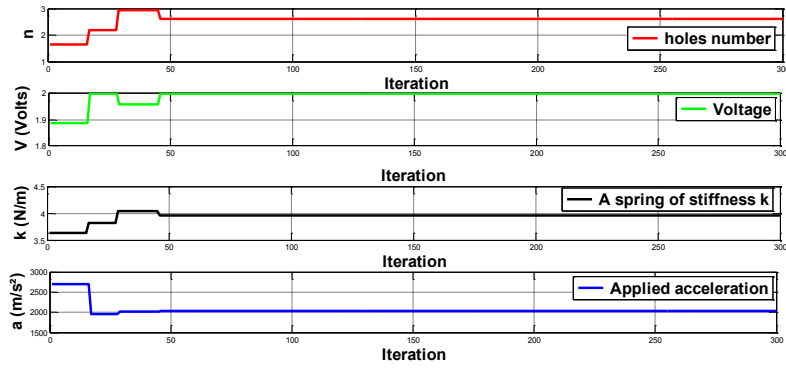 3
2
1
n
holes number
0 50 100 150 200 250 300
Iteration
2
1.9
1.8
V (Volts)
Voltage
0 50 100 150 200 250 300
Iteration
4.5
4
3.5
k (N/m)
A spring of stiffness k
0 50 100 150 200 250 300
Iteration
3000
2500
2000
1500
a (m/s²)
Applied acceleration
0 50 100 150 200 250 300
Iteration